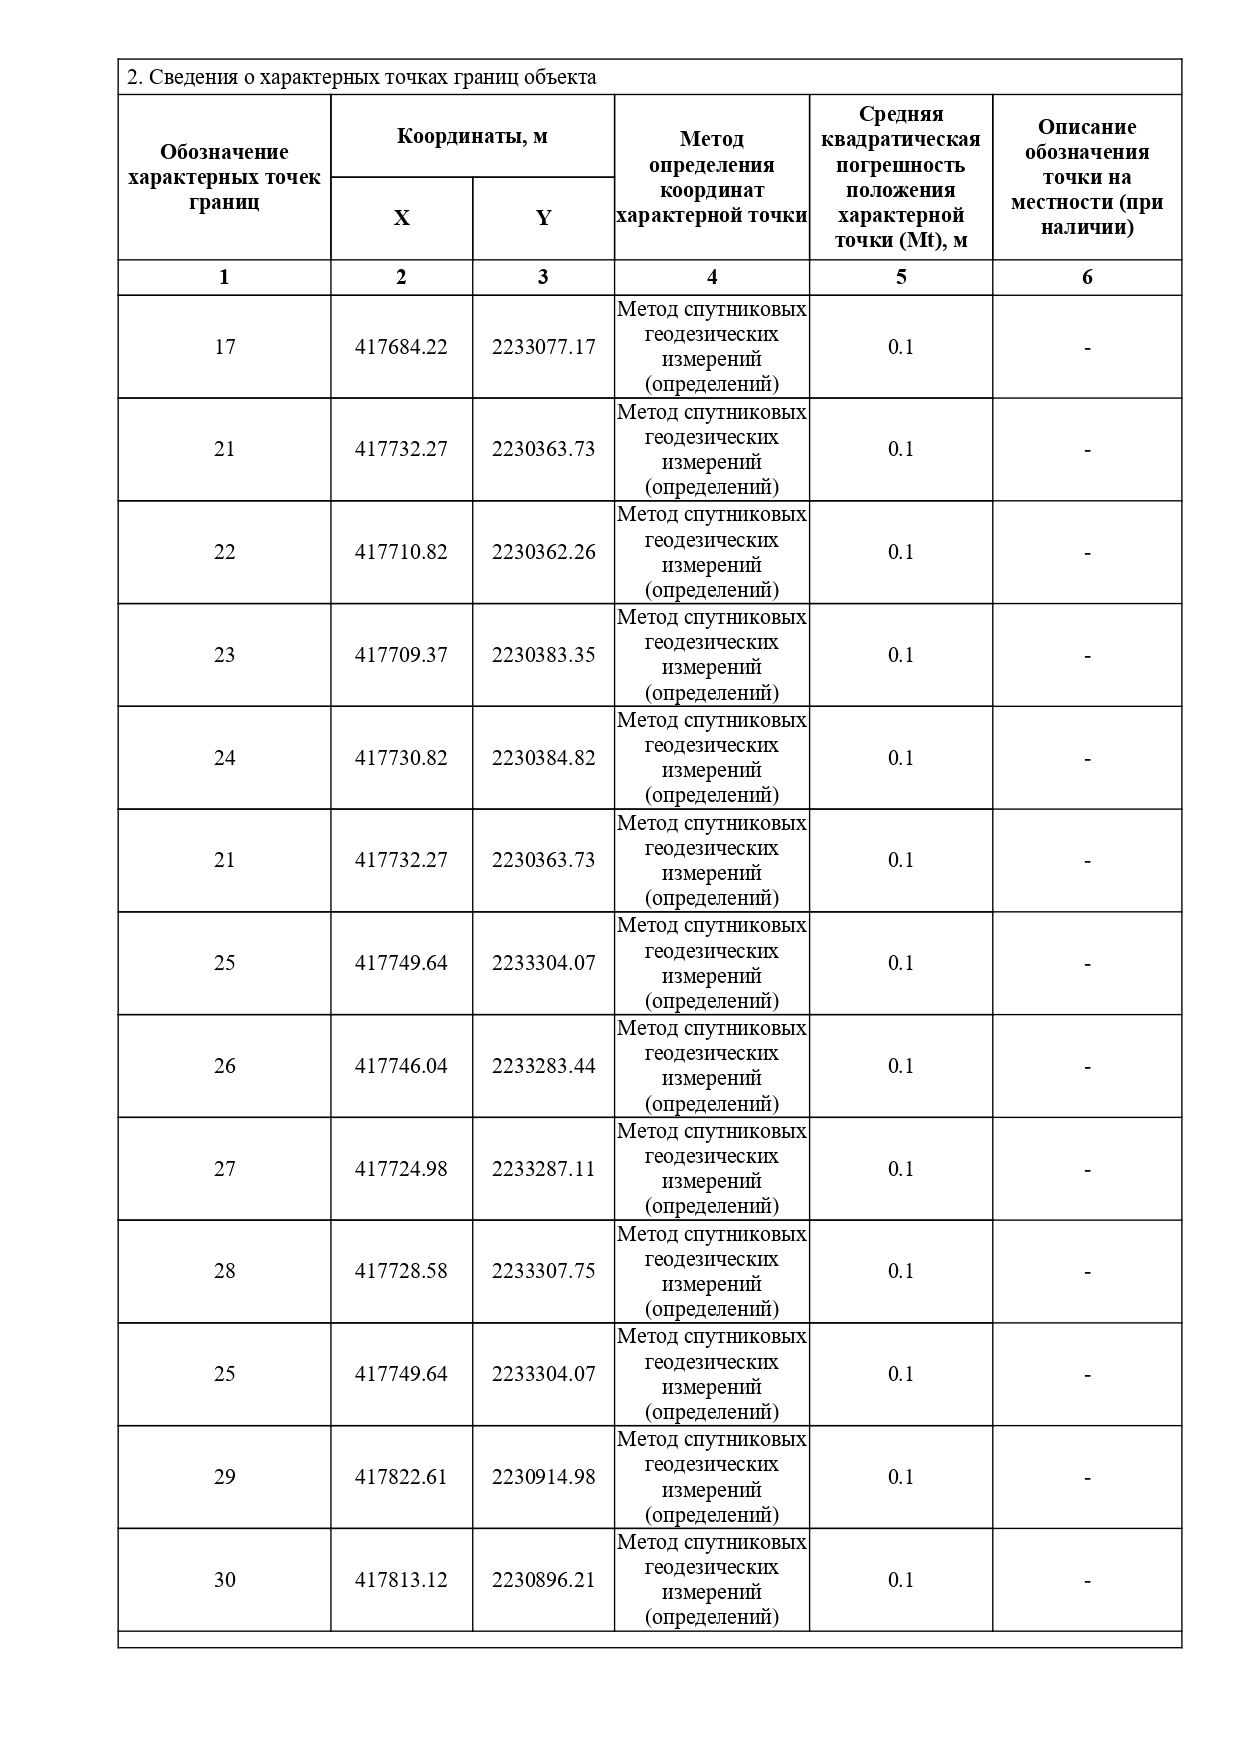 2. Сведения о характерных точках границ объекта
Обозначение
характерных точек
границ
Координаты, м
X
Y
Метод
определения
координат
характерной точки
Средняя
квадратическая
погрешность
положения
характерной
точки (Mt), м
Описание
обозначения
точки на
местности (при
наличии)
1
2
3
4
5
6
17
417684.22
2233077.17
Метод спутниковых
геодезических
измерений
(определений)
0.1
-
21
417732.27
2230363.73
Метод спутниковых
геодезических
измерений
(определений)
0.1
-
22
417710.82
2230362.26
Метод спутниковых
геодезических
измерений
(определений)
0.1
-
23
417709.37
2230383.35
Метод спутниковых
геодезических
измерений
(определений)
0.1
-
24
417730.82
2230384.82
Метод спутниковых
геодезических
измерений
(определений)
0.1
-
21
417732.27
2230363.73
Метод спутниковых
геодезических
измерений
(определений)
0.1
-
25
417749.64
2233304.07
Метод спутниковых
геодезических
измерений
(определений)
0.1
-
26
417746.04
2233283.44
Метод спутниковых
геодезических
измерений
(определений)
0.1
-
27
417724.98
2233287.11
Метод спутниковых
геодезических
измерений
(определений)
0.1
-
28
417728.58
2233307.75
Метод спутниковых
геодезических
измерений
(определений)
0.1
-
25
417749.64
2233304.07
Метод спутниковых
геодезических
измерений
(определений)
0.1
-
29
417822.61
2230914.98
Метод спутниковых
геодезических
измерений
(определений)
0.1
-
30
417813.12
2230896.21
Метод спутниковых
геодезических
измерений
(определений)
0.1
-